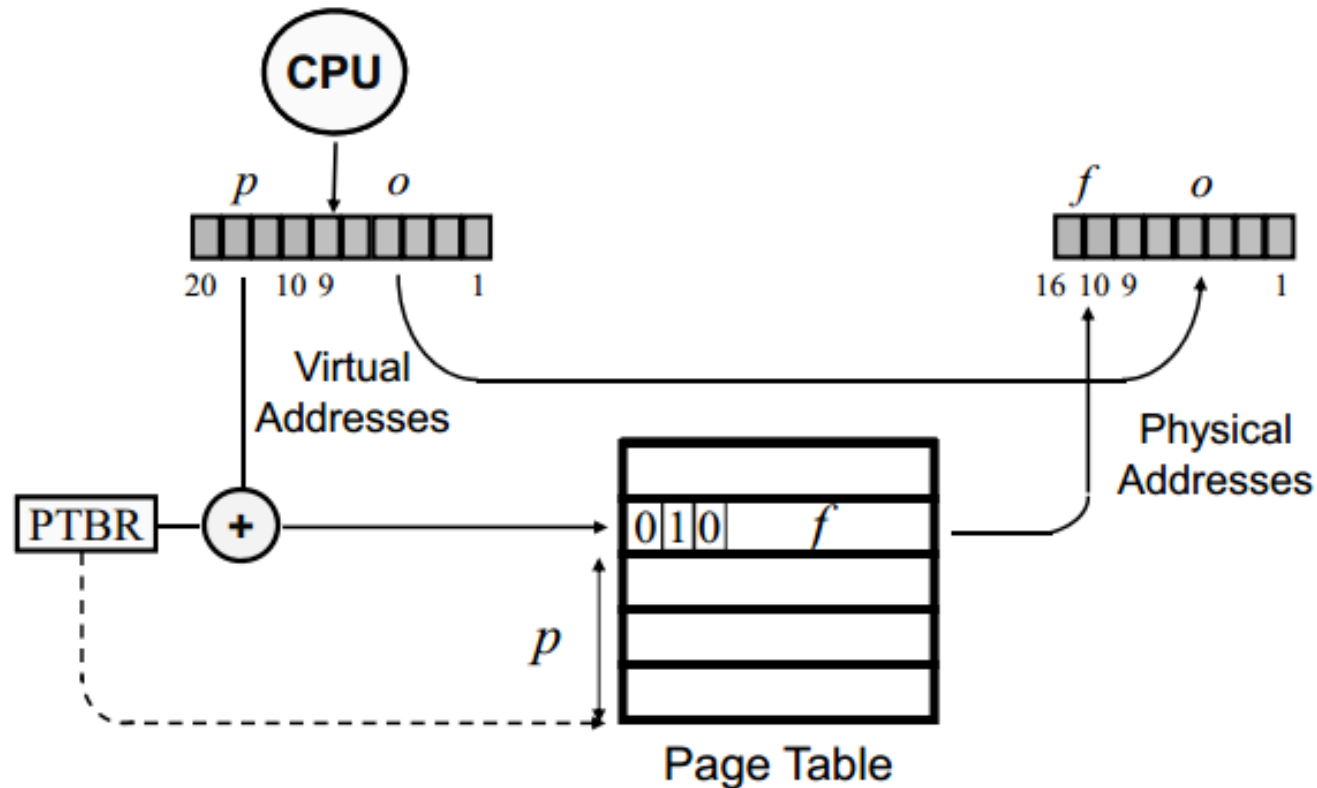 CPU
p o
f o
20 10 9 1
16 10 9 1
Virtual
Addresses
Physical
Addresses
PTBR
+
0 1 0 f
p
Page Table